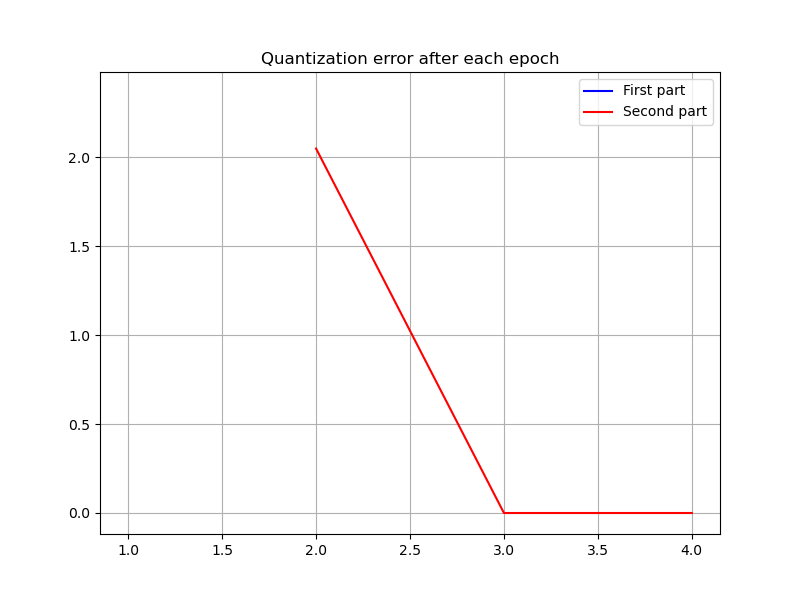 Quantization error after each epoch
First part
Second part
2.0
1.5
1.0
0.5
0.0
1.0 1.5 2.0 2.5 3.0 3.5 4.0